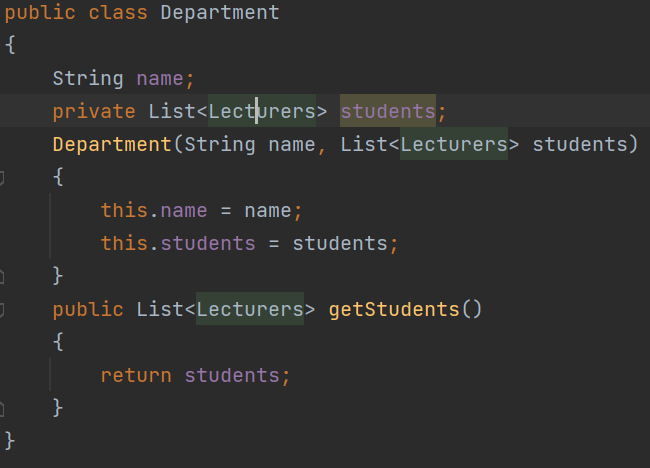 public class Department
{
String name;
private List<Lecturers> students;
Department(String name, List<Lecturers> students)
{
this.name = name;
this.students = students;
}
public List<Lecturers> getStudents()
{
return students;
}
}